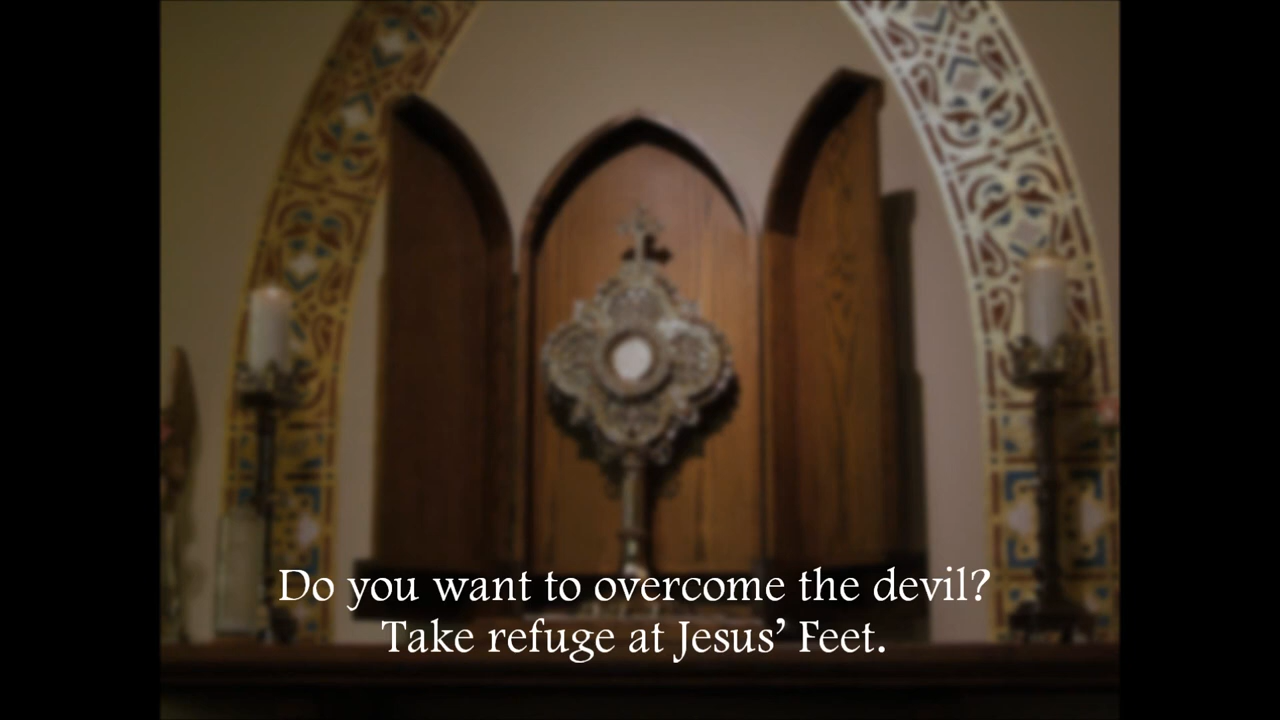 Do you want to overcome the devil?
Take refuge at Jesus’ Feet.